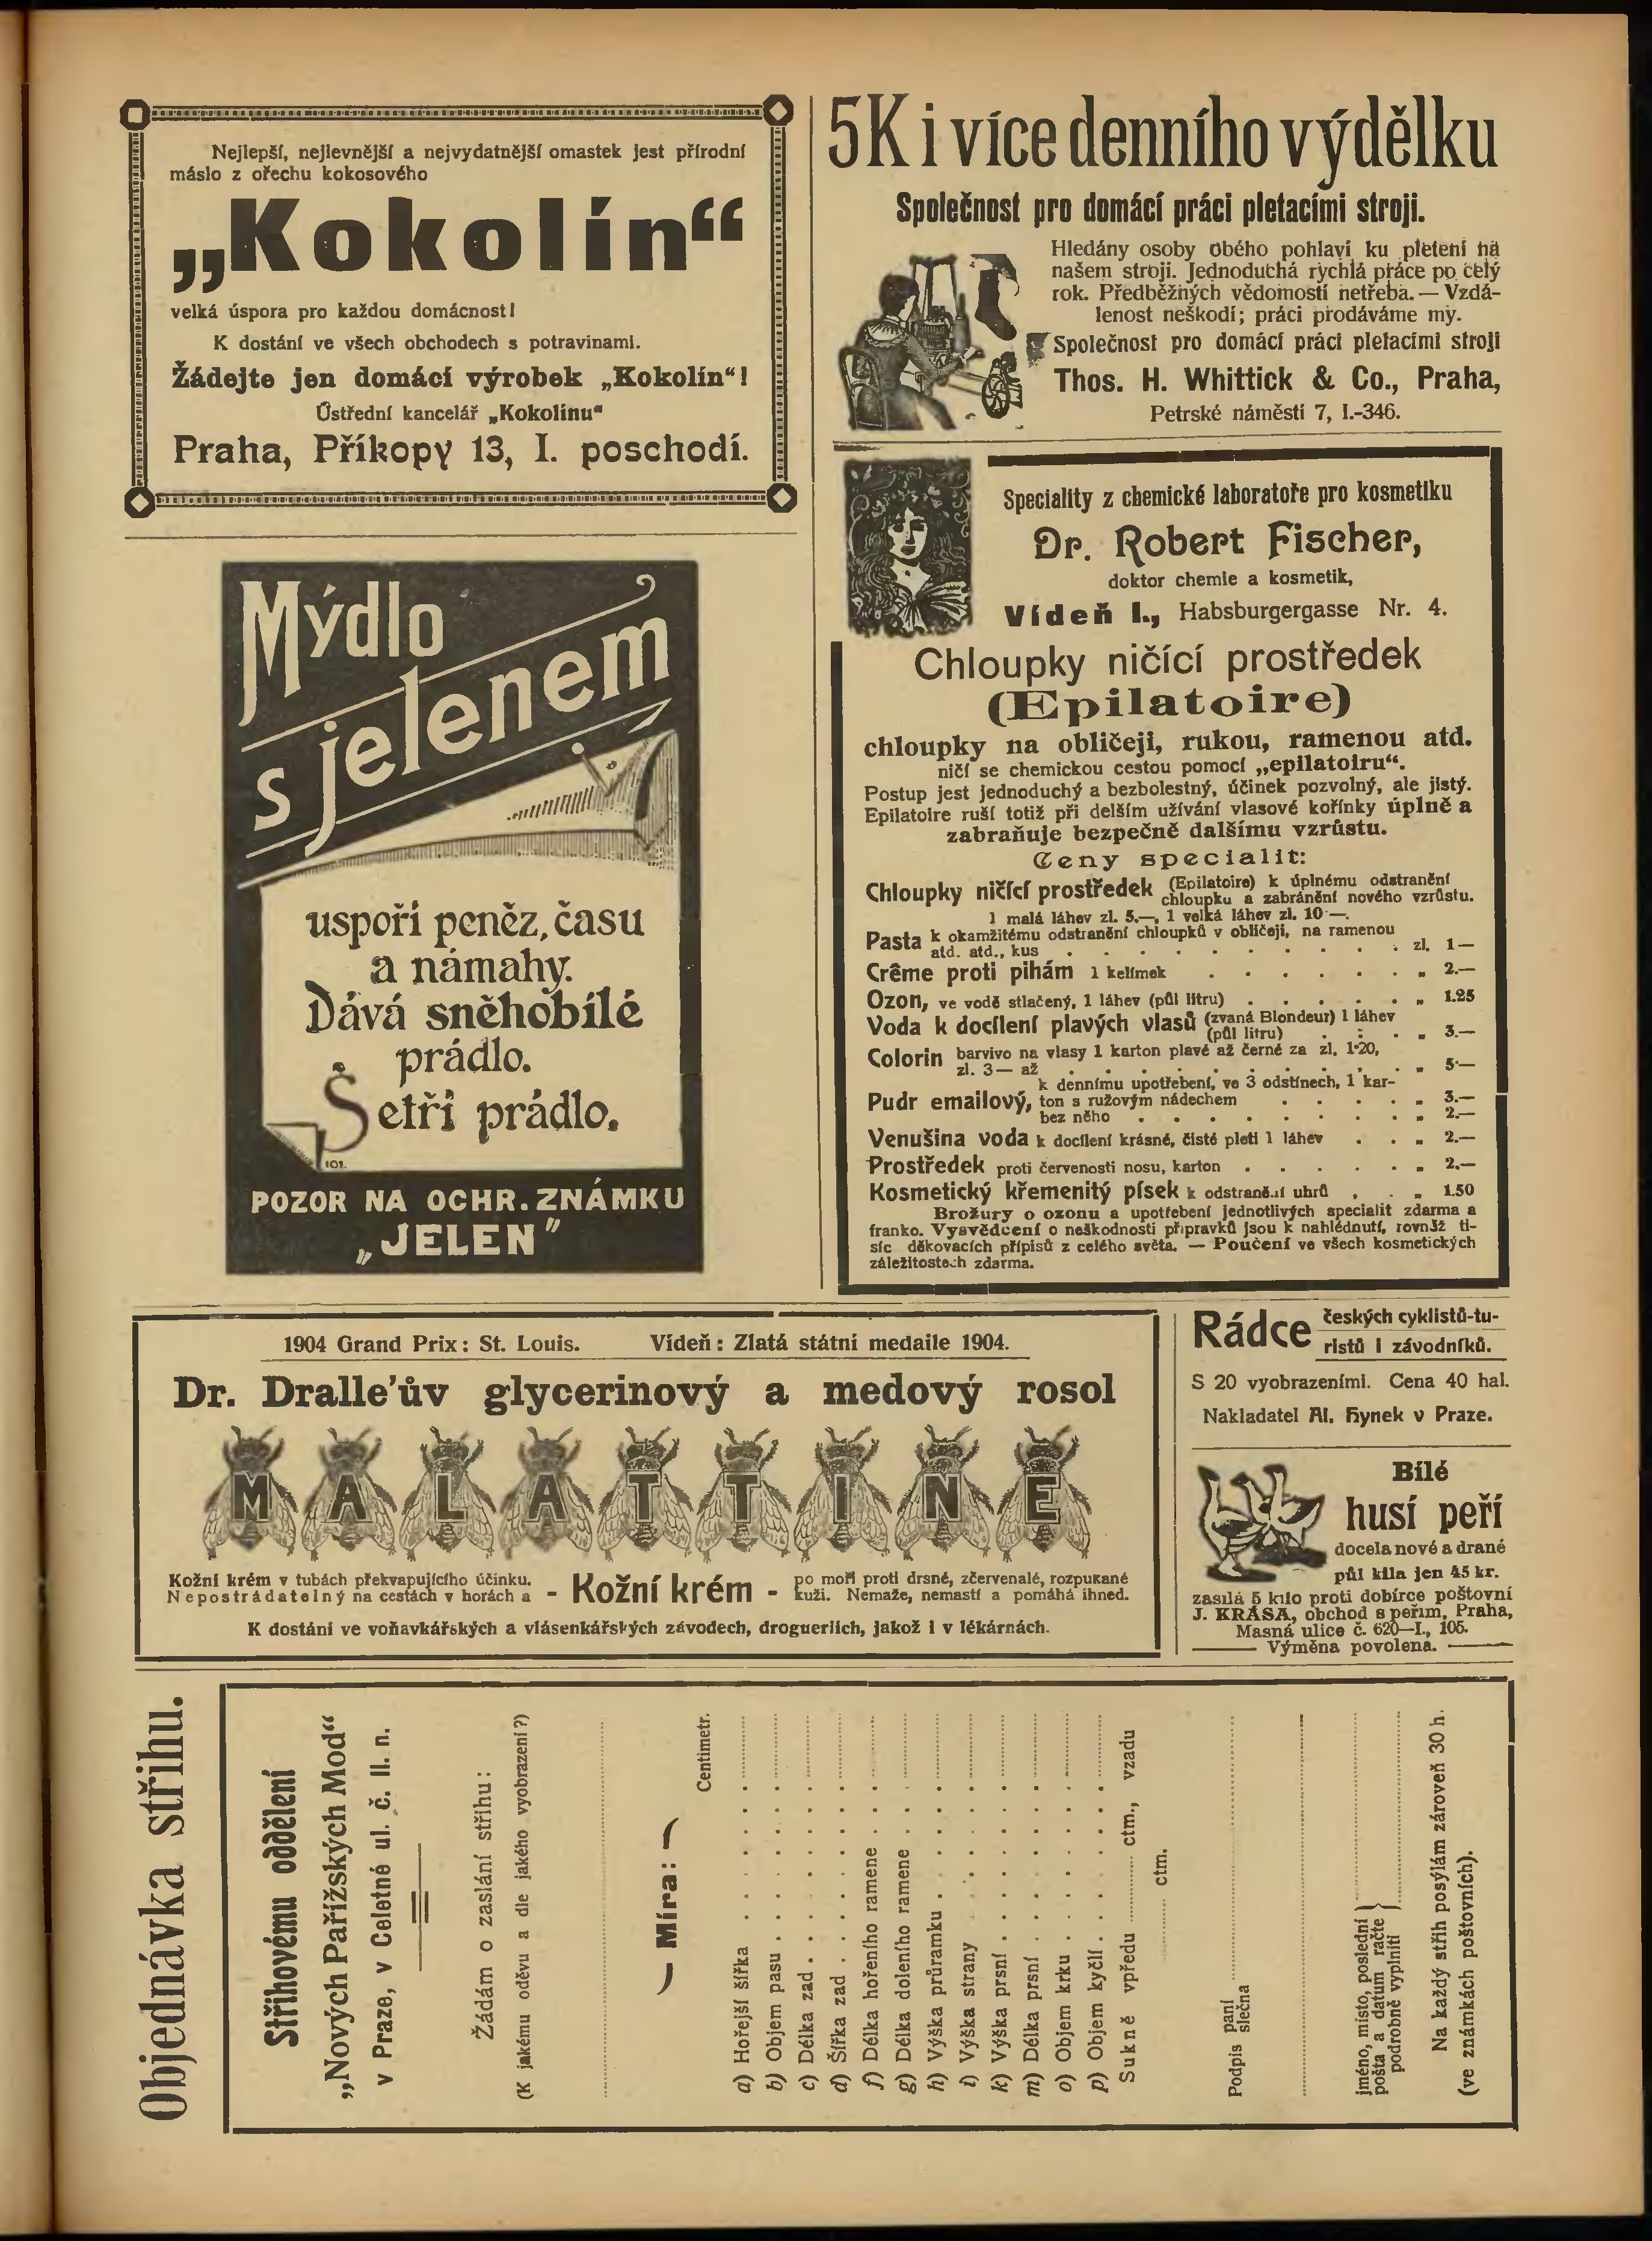 Nejlepší, nejlevnější a nejvydatnější omastek jest přírodní
máslo z ořechu kokosového
„Kokolín“
velká úspora pro každou domácnost!
K dostání ve všech obchodech s potravinami.
Žádejte jen domácí výrobek „Kokolín“!
Ústřední kancelář „Kokolínu“
Praha, Příkopy 13, I. poschodí.
5K i více denního výdělku
Společnost pro domácí práci pletacími stroji.
Hledány osoby obého pohlaví ku pletení na
našem stroji. Jednoduchá rychlá práce po celý
rok. Předběžných vědomostí netřeba. — Vzdá-
lenost neškodí; práci prodáváme my.
Společnost pro domácí práci pletacími stroji
Thos. H. Whittick & Co., Praha,
Petrské náměstí 7, I.-346.
Mýdlo
s jelenem
uspoří peněz, času
a námahy.
Dává sněhobílé
prádlo.
Šetří prádlo.
101.
POZOR NA OCHR. ZNÁMKU
„JELEN”
Speciality z chemické laboratoře pro kosmetiku
Dr. Robert Fischer,
doktor chemie a kosmetik,
Vídeň I., Habsburgergasse Nr. 4.
Chloupky ničící prostředek
(Epilatoire)
chloupky na obličeji, rukou, ramenou atd.
ničí se chemickou cestou pomocí „epilatoiru“.
Postup jest jednoduchý a bezbolestný, účinek pozvolný, ale jistý.
Epilatoire ruší totiž při delším užívání vlasové kořínky úplně a
zabraňuje bezpečně dalšímu vzrůstu.
Ceny specialit:
Chloupky ničící prostředek (Epilatoire) k úplnému odstranění
chloupku a zabránění nového vzrůstu.
1 malá láhev zl. 5.—, 1 velká láhev zl. 10·—.
Pasta k okamžitému odstranění chloupků v obličeji, na ramenou
atd. atd., kus . . . . . . . . . zl. 1—
Crême proti pihám 1 kelímek . . . . . . „ 2.—
Ozon, ve vodě stlačený, 1 láhev (půl litru) . . . . . „ 1.25
Voda k docílení plavých vlasů (zvaná Blondeur) 1 láhev
(půl litru) . . . „ 3.—
Colorin barvivo na vlasy 1 karton plavé až černé za zl. 1·20,
zl. 3— až . . . . . . . . . „ 5·—
Pudr emailový, k dennímu upotřebení, ve 3 odstínech, 1 kar-
ton s ružovým nádechem . . . . „ 3.—
bez něho . . . . . . . . „ 2.—
Venušina voda k docílení krásné, čisté pleti 1 láhev . . „ 2.—
Prostředek proti červenosti nosu, karton . . . . . „ 2.—
Kosmetický křemenitý písek k odstranění uhrů . . „ 1.50
Brožury o ozonu a upotřebení jednotlivých specialit zdarma a
franko. Vysvědcení o neškodnosti přípravků jsou k nahlédnutí, rovněž ti-
síc děkovacích přípisů z celého světa. — Poučení ve všech kosmetických
záležitostech zdarma.
1904 Grand Prix: St. Louis. Vídeň: Zlatá státní medaile 1904.
Dr. Dralle'ův glycerinový a medový rosol
MALATTINE
Kožní krém v tubách překvapujícího účinku.
Nepostrádatelný na cestách v horách a
- Kožní krém -
po moři proti drsné, zčervenalé, rozpukané
kuži. Nemaže, nemastí a pomáhá ihned.
K dostání ve voňavkářských a vlásenkářských závodech, drogueriích, jakož i v lékárnách.
Rádce českých cyklistů-tu-
ristů i závodníků.
S 20 vyobrazeními. Cena 40 hal.
Nakladatel Al. Hynek v Praze.
Bílé
husí peří
docela nové a drané
půl kila jen 45 kr.
zasílá 5 kilo proti dobírce poštovní
J. KRÁSA, obchod s peřím, Praha,
Masná ulice č. 620—I., 105.
Výměna povolena.
Objednávka střihu.
Střihovému oddělení
„Nových Pařížských Mod“
v Praze, v Celetné ul. č. 11. n.
Žádám o zaslání střihu:
(K jakému oděvu a dle jakého vyobrazení?)
Míra:
Centimetr.
a) Hořejší šířka
b) Objem pasu
c) Délka zad
d) Šířka zad
f) Délka hořeního ramene
g) Délka doleního ramene
h) Výška průramku
i) Výška strany
k) Výška prsní
m) Délka prsní
o) Objem krku
p) Objem kyčlí
Sukně vpředu ctm., vzadu
ctm.
Podpis paní
slečna
jméno, místo, poslední
pošta a datum račte
podrobně vyplniti
Na každý střih posýlám zároveň 30 h.
(ve známkách poštovních).